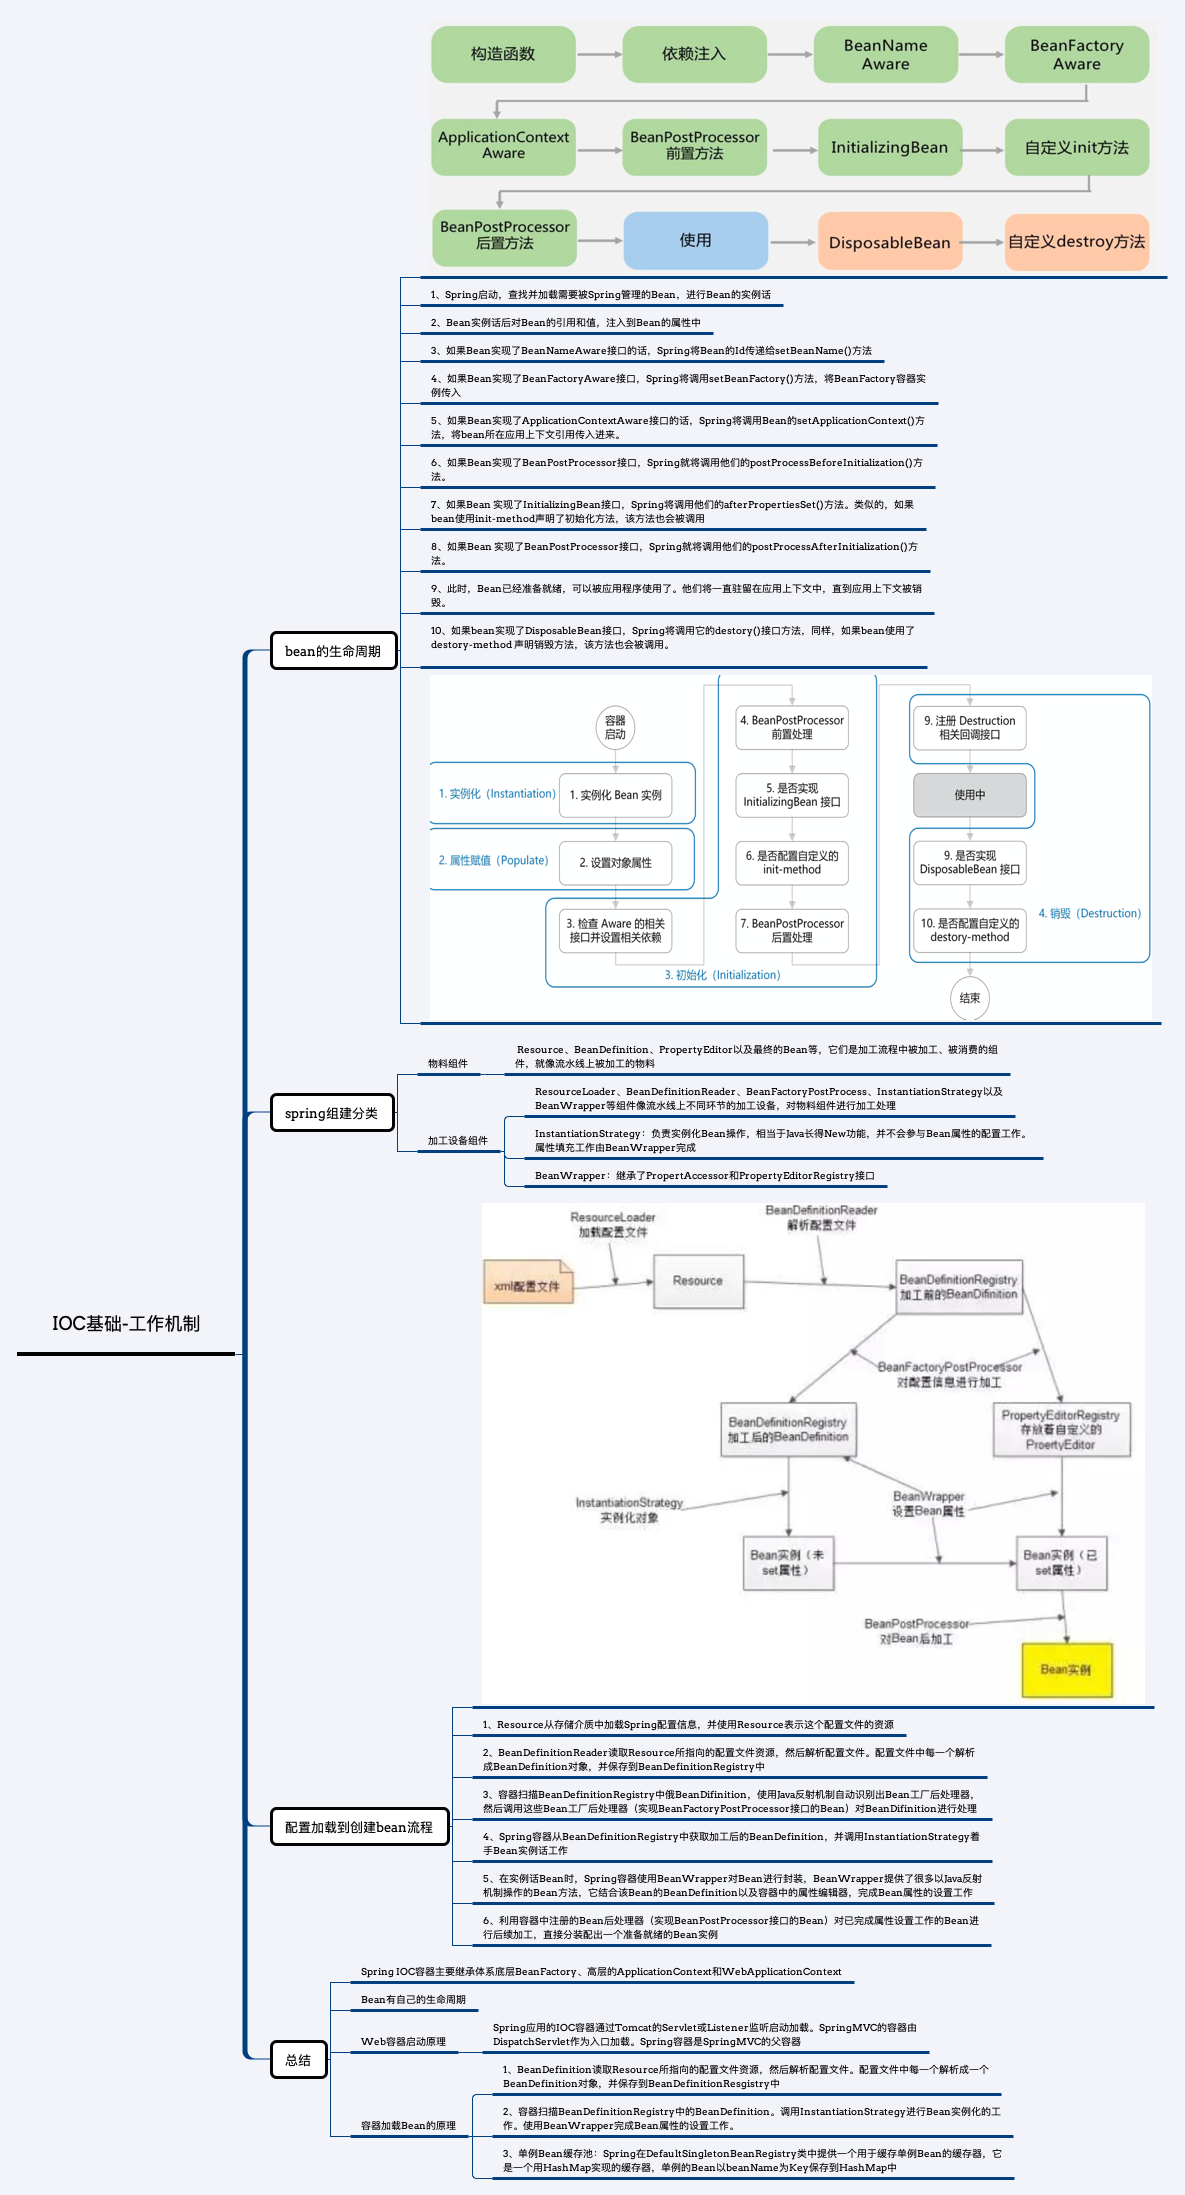 构造函数
依赖注入
BeanName
Aware
BeanFactory
Aware
ApplicationContext
Aware
BeanPostProcessor
前置方法
InitializingBean
自定义init方法
BeanPostProcessor
后置方法
使用
DisposableBean
自定义destroy方法
1、Spring启动，查找并加载需要被Spring管理的Bean，进行Bean的实例话
2、Bean实例话后对Bean的引用和值，注入到Bean的属性中
3、如果Bean实现了BeanNameAware接口的话，Spring将Bean的Id传递给setBeanName()方法
4、如果Bean实现了BeanFactoryAware接口，Spring将调用setBeanFactory()方法，将BeanFactory容器实
例传入
5、如果Bean实现了ApplicationContextAware接口的话，Spring将调用Bean的setApplicationContext()方
法，将bean所在应用上下文引用传入进来。
6、如果Bean实现了BeanPostProcessor接口，Spring就将调用他们的postProcessBeforeInitialization()方
法。
7、如果Bean 实现了InitializingBean接口，Spring将调用他们的afterPropertiesSet()方法。类似的，如果
bean使用init-method声明了初始化方法，该方法也会被调用
8、如果Bean 实现了BeanPostProcessor接口，Spring就将调用他们的postProcessAfterInitialization()方
法。
9、此时，Bean已经准备就绪，可以被应用程序使用了。他们将一直驻留在应用上下文中，直到应用上下文被销
毁。
10、如果bean实现了DisposableBean接口，Spring将调用它的destory()接口方法，同样，如果bean使用了
destory-method 声明销毁方法，该方法也会被调用。
bean的生命周期
容器
启动
1. 实例化（Instantiation）
1. 实例化 Bean 实例
2. 属性赋值（Populate）
2. 设置对象属性
3. 检查 Aware 的相关
接口并设置相关依赖
4. BeanPostProcessor
前置处理
5. 是否实现
InitializingBean 接口
6. 是否配置自定义的
init-method
7. BeanPostProcessor
后置处理
3. 初始化（Initialization）
9. 注册 Destruction
相关回调接口
使用中
9. 是否实现
DisposableBean 接口
10. 是否配置自定义的
destory-method
4. 销毁（Destruction）
结束
spring组建分类
物料组件
Resource、BeanDefinition、PropertyEditor以及最终的Bean等，它们是加工流程中被加工、被消费的组
件，就像流水线上被加工的物料
加工设备组件
ResourceLoader、BeanDefinitionReader、BeanFactoryPostProcess、InstantiationStrategy以及
BeanWrapper等组件像流水线上不同环节的加工设备，对物料组件进行加工处理
InstantiationStrategy：负责实例化Bean操作，相当于Java长得New功能，并不会参与Bean属性的配置工作。
属性填充工作由BeanWrapper完成
BeanWrapper：继承了PropertAccessor和PropertyEditorRegistry接口
IOC基础-工作机制
ResourceLoader
加载配置文件
BeanDefinitionReader
解析配置文件
xml配置文件
Resource
BeanDefinitionRegistry
加工前的BeanDifinition
BeanFactoryPostProcessor
对配置信息进行加工
BeanDefinitionRegistry
加工后的BeanDefinition
PropertyEditorRegistry
存放着自定义的
ProertyEditor
InstantiationStrategy
实例化对象
BeanWrapper
设置Bean属性
Bean实例（未
set属性）
Bean实例（已
set属性）
BeanPostProcessor
对Bean后加工
Bean实例
配置加载到创建bean流程
1、Resource从存储介质中加载Spring配置信息，并使用Resource表示这个配置文件的资源
2、BeanDefinitionReader读取Resource所指向的配置文件资源，然后解析配置文件。配置文件中每一个解析
成BeanDefinition对象，并保存到BeanDefinitionRegistry中
3、容器扫描BeanDefinitionRegistry中俄BeanDifinition，使用Java反射机制自动识别出Bean工厂后处理器，
然后调用这些Bean工厂后处理器（实现BeanFactoryPostProcessor接口的Bean）对BeanDifinition进行处理
4、Spring容器从BeanDefinitionRegistry中获取加工后的BeanDefinition，并调用InstantiationStrategy着
手Bean实例话工作
5、在实例话Bean时，Spring容器使用BeanWrapper对Bean进行封装，BeanWrapper提供了很多以Java反射
机制操作的Bean方法，它结合该Bean的BeanDefinition以及容器中的属性编辑器，完成Bean属性的设置工作
6、利用容器中注册的Bean后处理器（实现BeanPostProcessor接口的Bean）对已完成属性设置工作的Bean进
行后续加工，直接分装配出一个准备就绪的Bean实例
总结
Spring IOC容器主要继承体系底层BeanFactory、高层的ApplicationContext和WebApplicationContext
Bean有自己的生命周期
Web容器启动原理
Spring应用的IOC容器通过Tomcat的Servlet或Listener监听启动加载。SpringMVC的容器由
DispatchServlet作为入口加载。Spring容器是SpringMVC的父容器
容器加载Bean的原理
1、BeanDefinition读取Resource所指向的配置文件资源，然后解析配置文件。配置文件中每一个解析成一个
BeanDefinition对象，并保存到BeanDefinitionResgistry中
2、容器扫描BeanDefinitionRegistry中的BeanDefinition。调用InstantiationStrategy进行Bean实例化的工
作。使用BeanWrapper完成Bean属性的设置工作。
3、单例Bean缓存池：Spring在DefaultSingletonBeanRegistry类中提供一个用于缓存单例Bean的缓存器，它
是一个用HashMap实现的缓存器，单例的Bean以beanName为Key保存到HashMap中